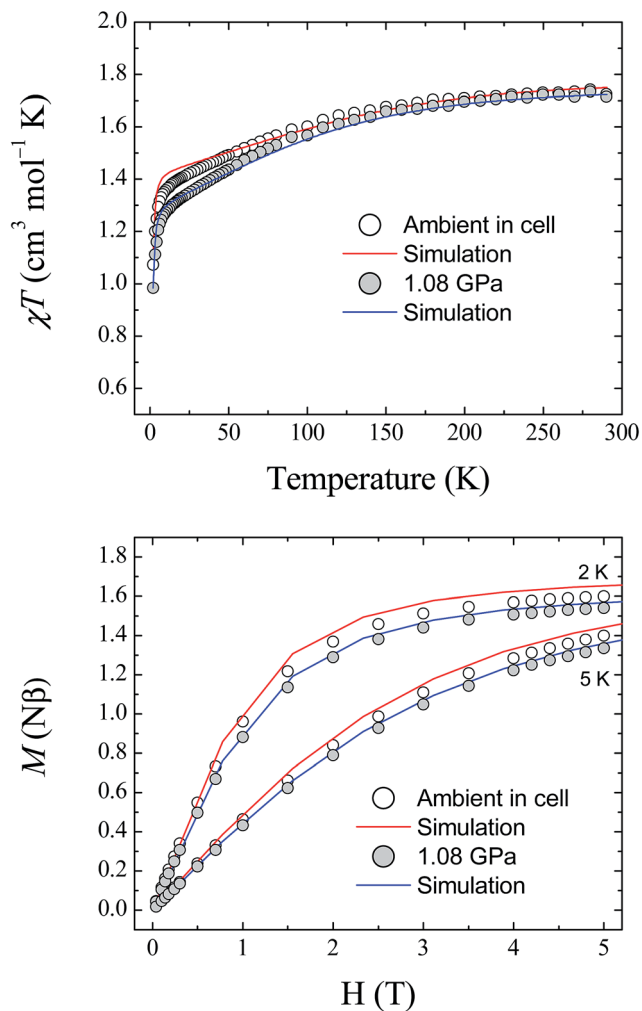 2.0
1.8
1.6
1.4
1.2
1.0
0.8
0.6
χT (cm³ mol⁻¹ K)
Ambient in cell
Simulation
1.08 GPa
Simulation
0 50 100 150 200 250 300
Temperature (K)
1.8
1.6
1.4
1.2
1.0
0.8
0.6
0.4
0.2
0.0
M (Nβ)
2 K
5 K
Ambient in cell
Simulation
1.08 GPa
Simulation
0 1 2 3 4 5
H (T)